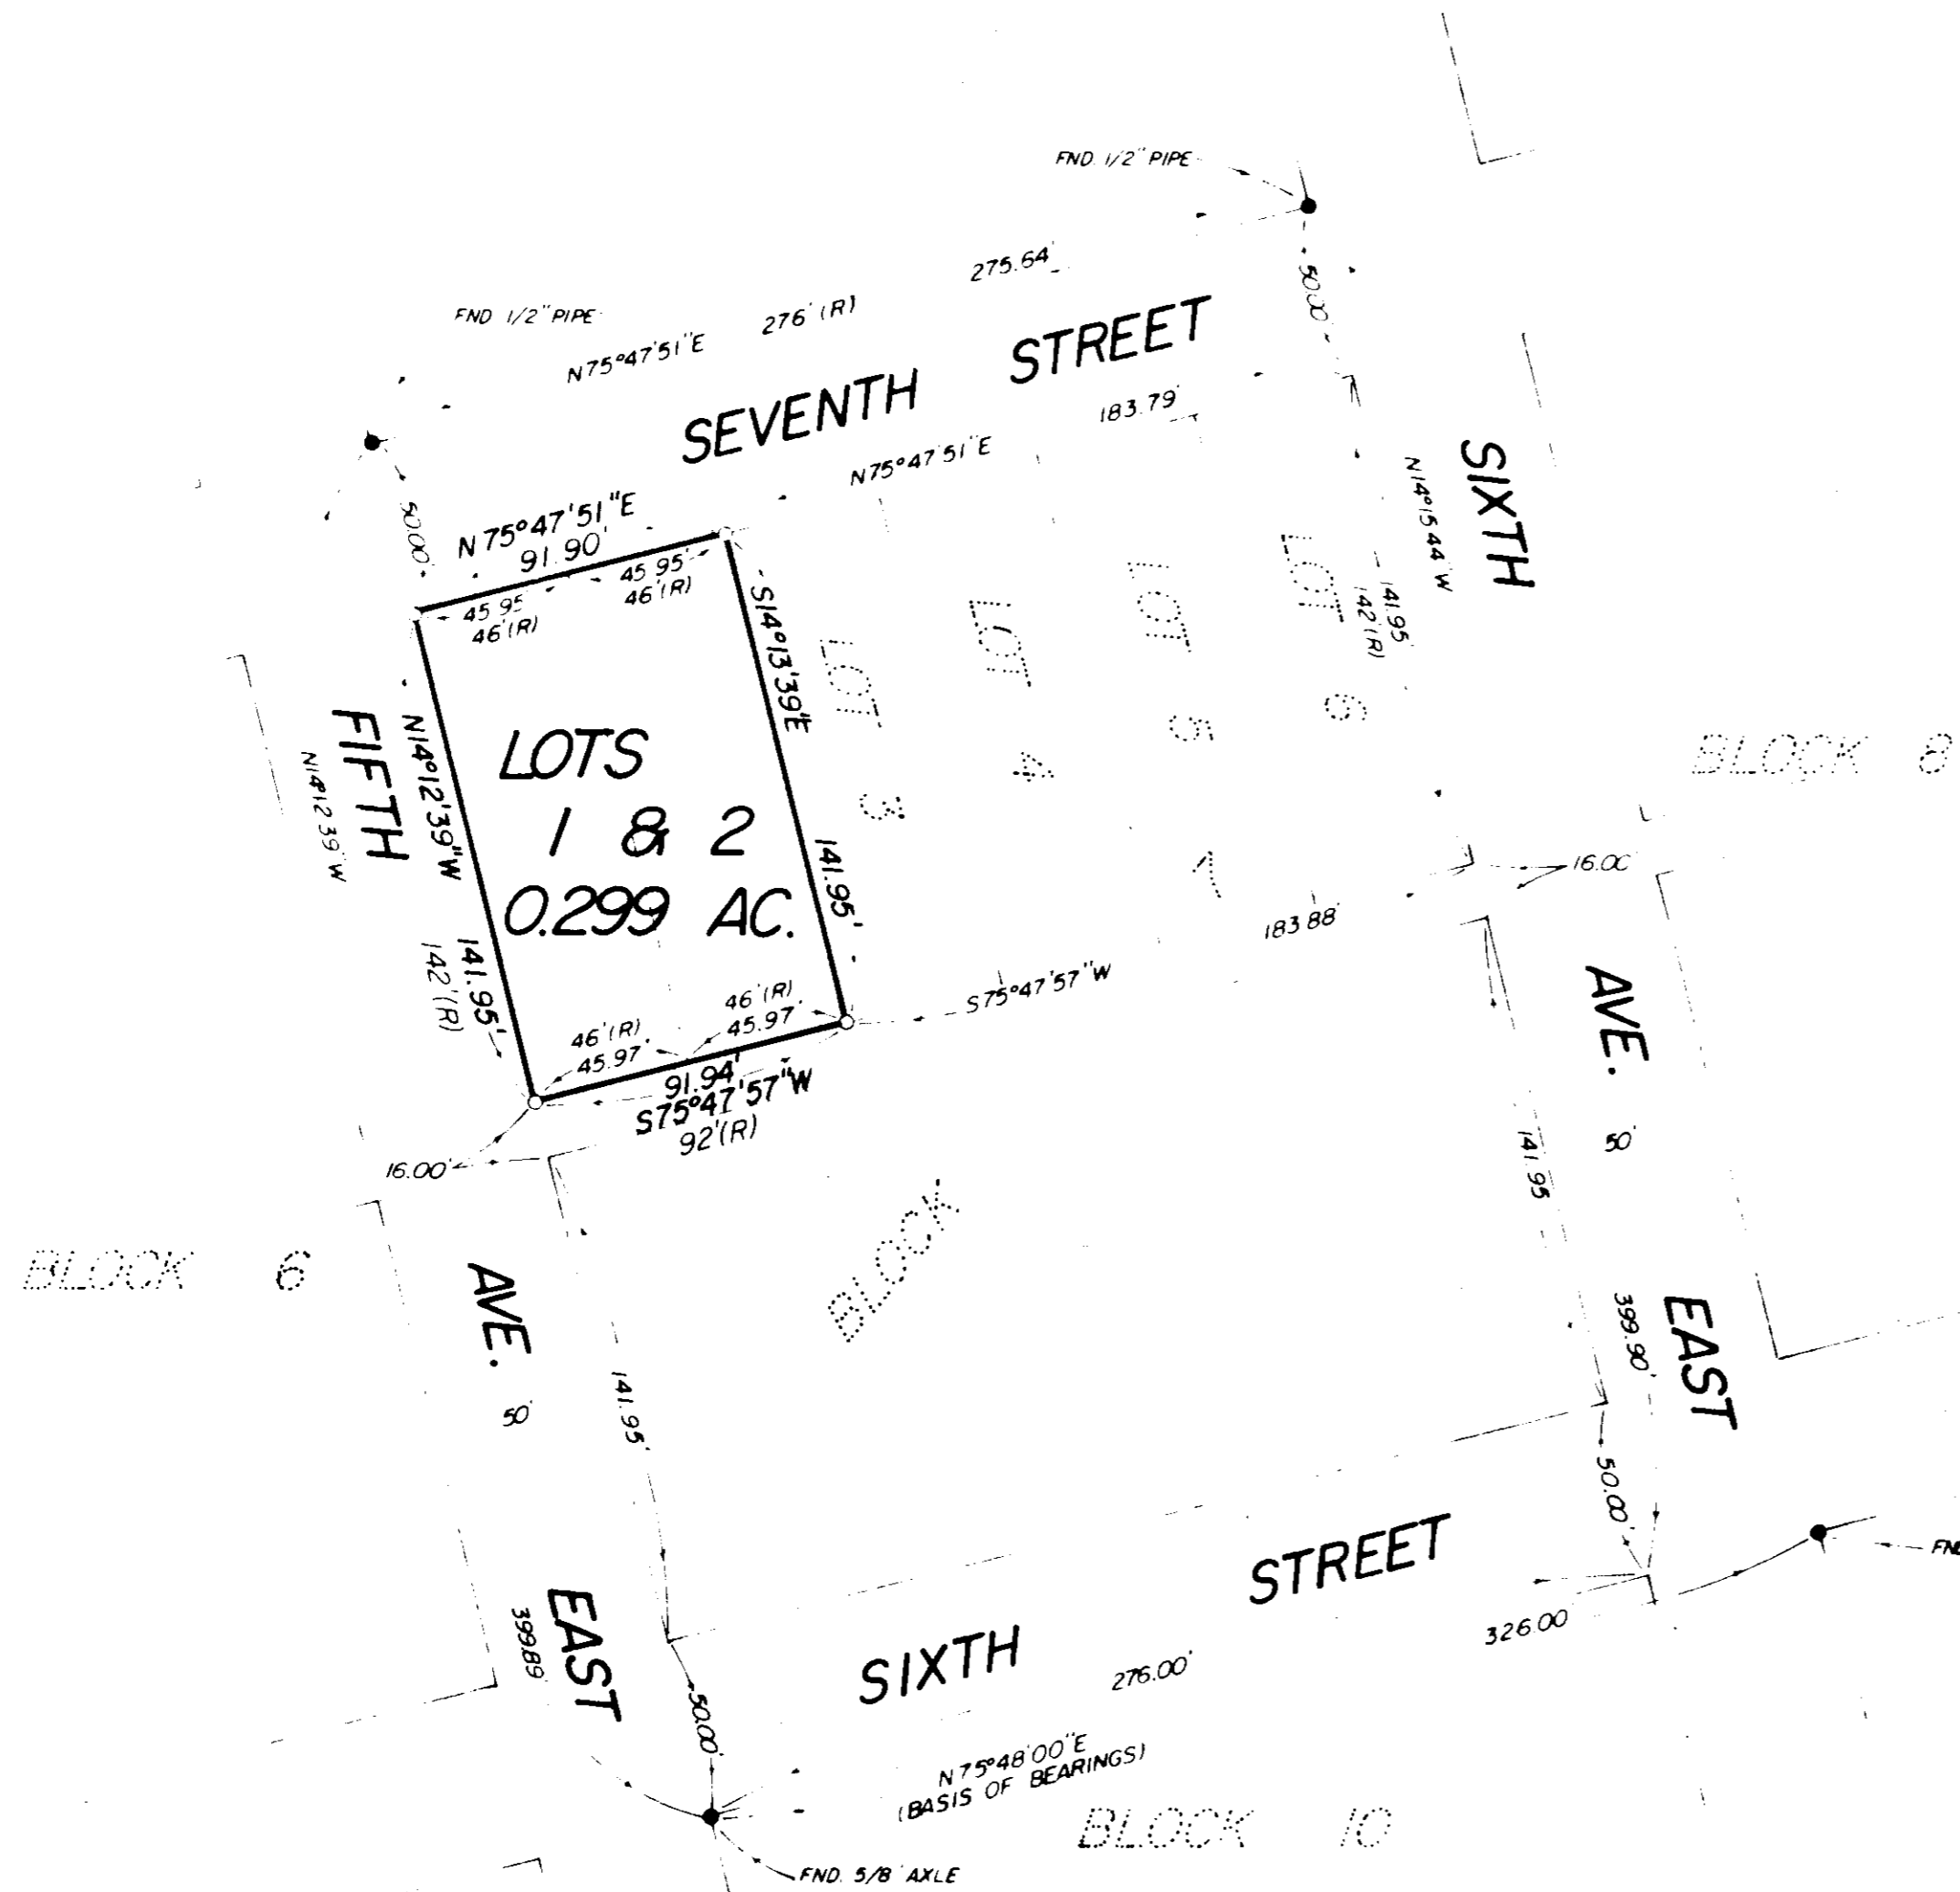 FND. 1/2" PIPE
275.64'
50.00'
FND 1/2" PIPE
276' (R)
N75°47'51"E
SEVENTH STREET
183.79'
N75°47'51"E
50.00'
N75°47'51"E
91.90'
45.95'
46'(R)
45.95'
46'(R)
S14°13'39"E
141.95'
N14°12'39"W
141.95'
142'(R)
N14°12'39"W
FIFTH
AVE.
50'
EAST
LOTS
1 & 2
0.299 AC.
LOT 3
LOT 4
LOT 5
LOT 6
7
141.95'
142'(R)
N14°15'44"W
SIXTH
AVE.
50'
EAST
BLOCK 8
16.00'
183.88'
S75°47'57"W
46'(R)
45.97'
46'(R)
45.97'
91.94'
S75°47'57"W
92'(R)
16.00'
BLOCK 6
BLOCK
141.95'
141.95'
399.90'
50.00'
399.89'
50.00'
SIXTH STREET
FND
326.00'
276.00'
N75°48'00"E
(BASIS OF BEARINGS)
BLOCK 10
FND. 5/8" AXLE